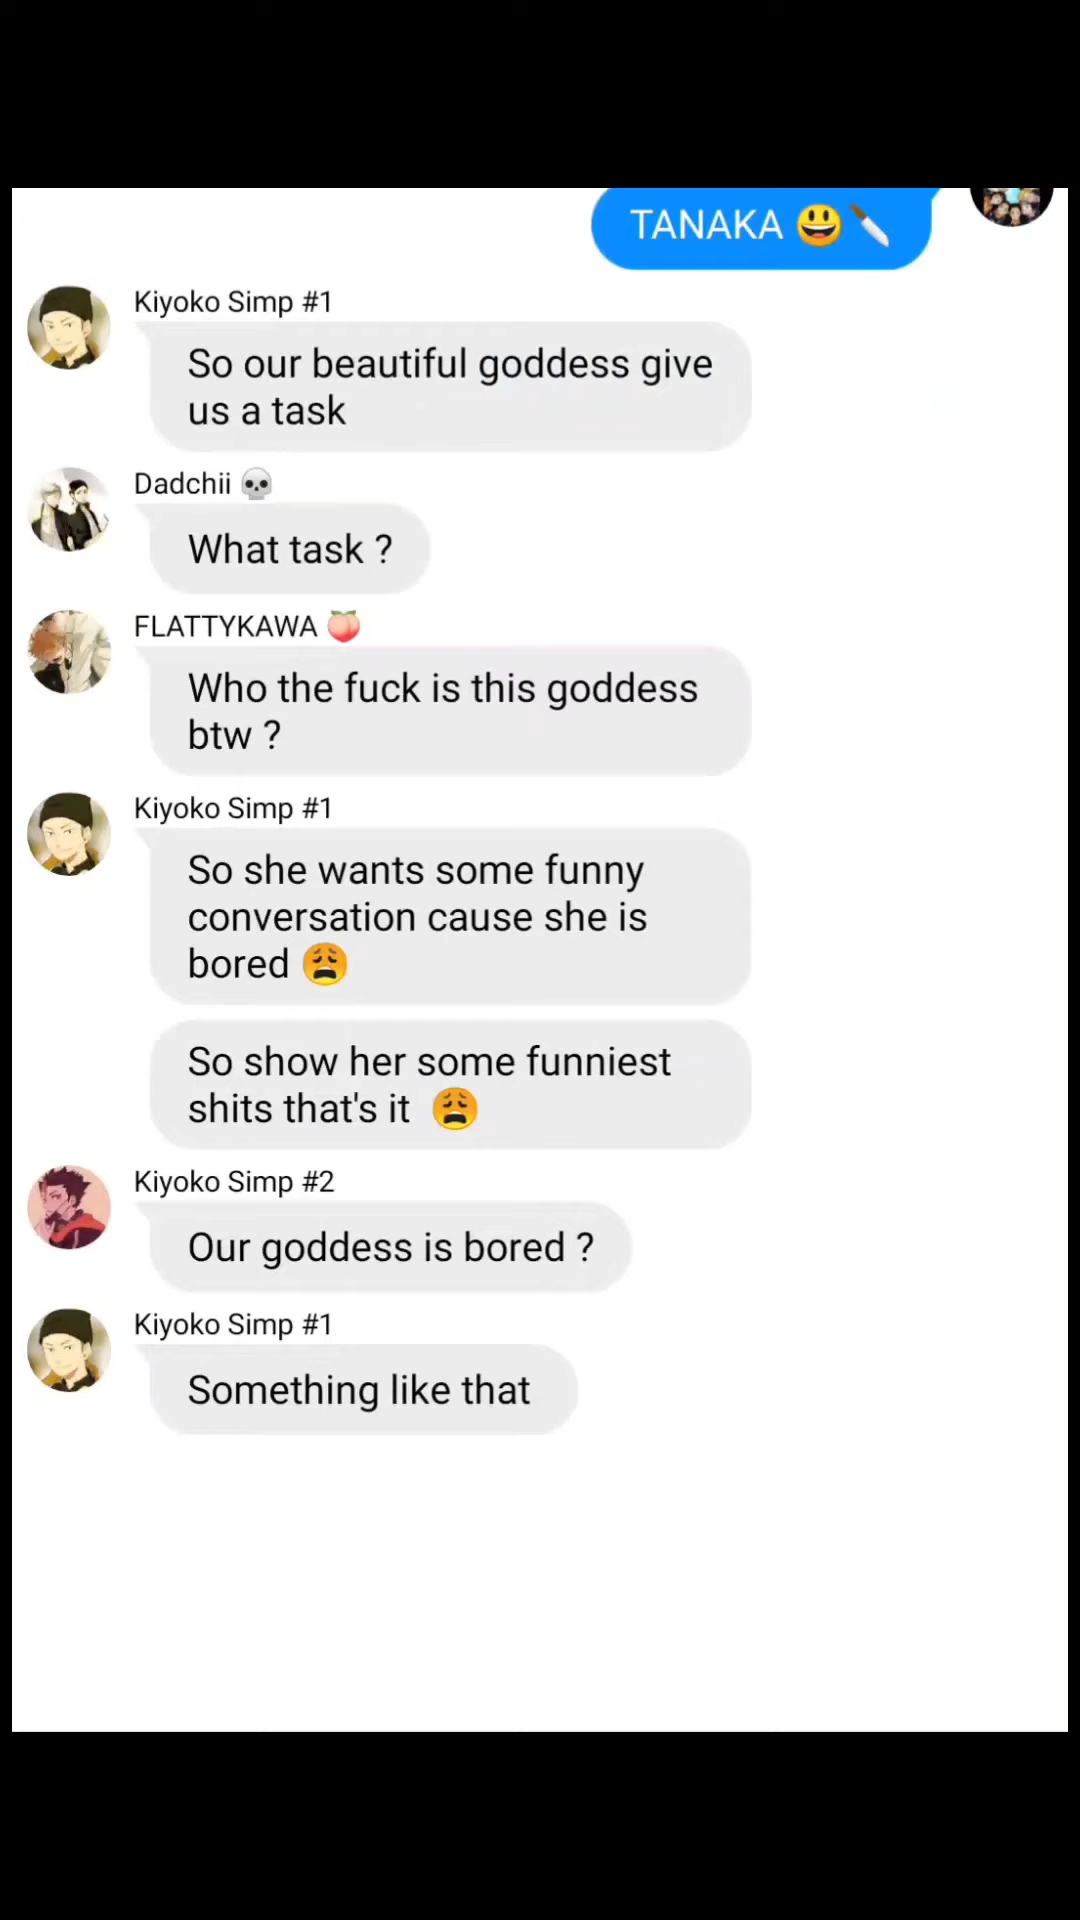 TANAKA 😃🔪
Kiyoko Simp #1
So our beautiful goddess give
us a task
Dadchii 💀
What task ?
FLATTYKAWA 🍑
Who the fuck is this goddess
btw ?
Kiyoko Simp #1
So she wants some funny
conversation cause she is
bored 😩
So show her some funniest
shits that's it 😩
Kiyoko Simp #2
Our goddess is bored ?
Kiyoko Simp #1
Something like that